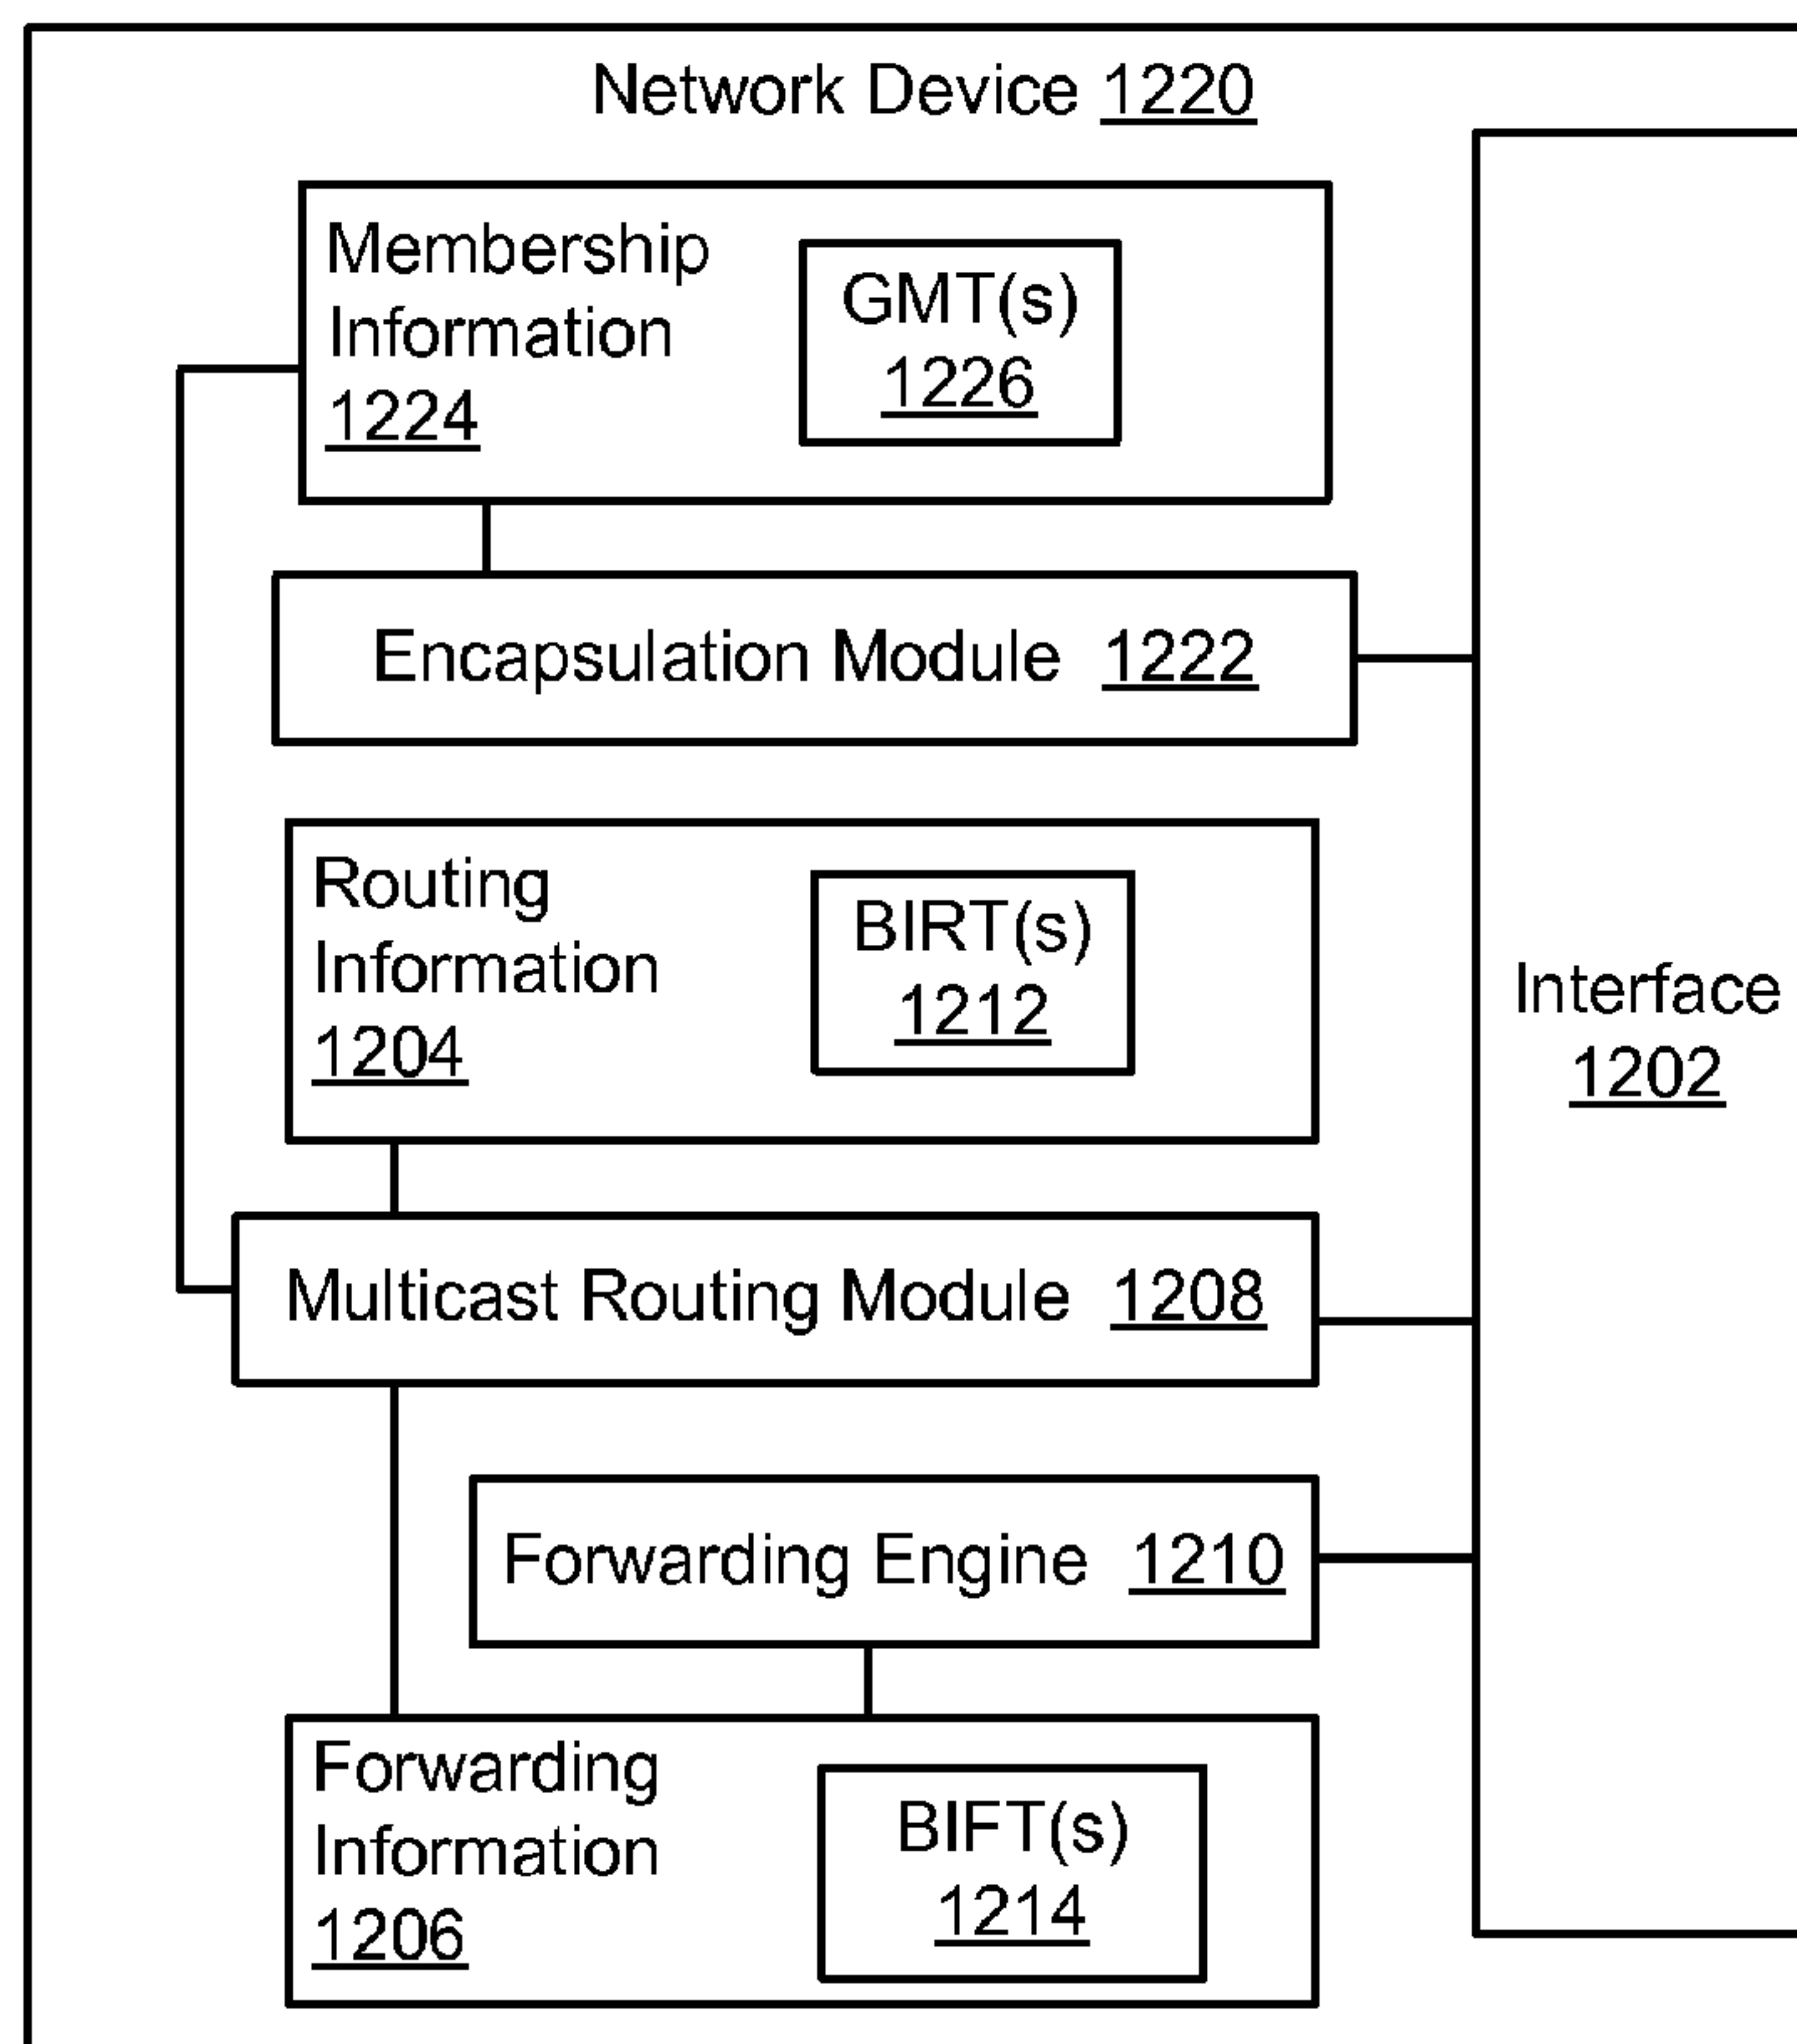 Network Device 1220
Membership
Information
1224
GMT(s)
1226
Encapsulation Module 1222
Routing
Information
1204
BIRT(s)
1212
Interface
1202
Multicast Routing Module 1208
Forwarding Engine 1210
Forwarding
Information
1206
BIFT(s)
1214